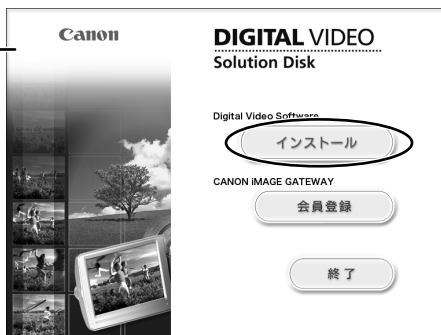 Canon
DIGITAL VIDEO
Solution Disk
Digital Video Software
インストール
CANON iMAGE GATEWAY
会員登録
終了